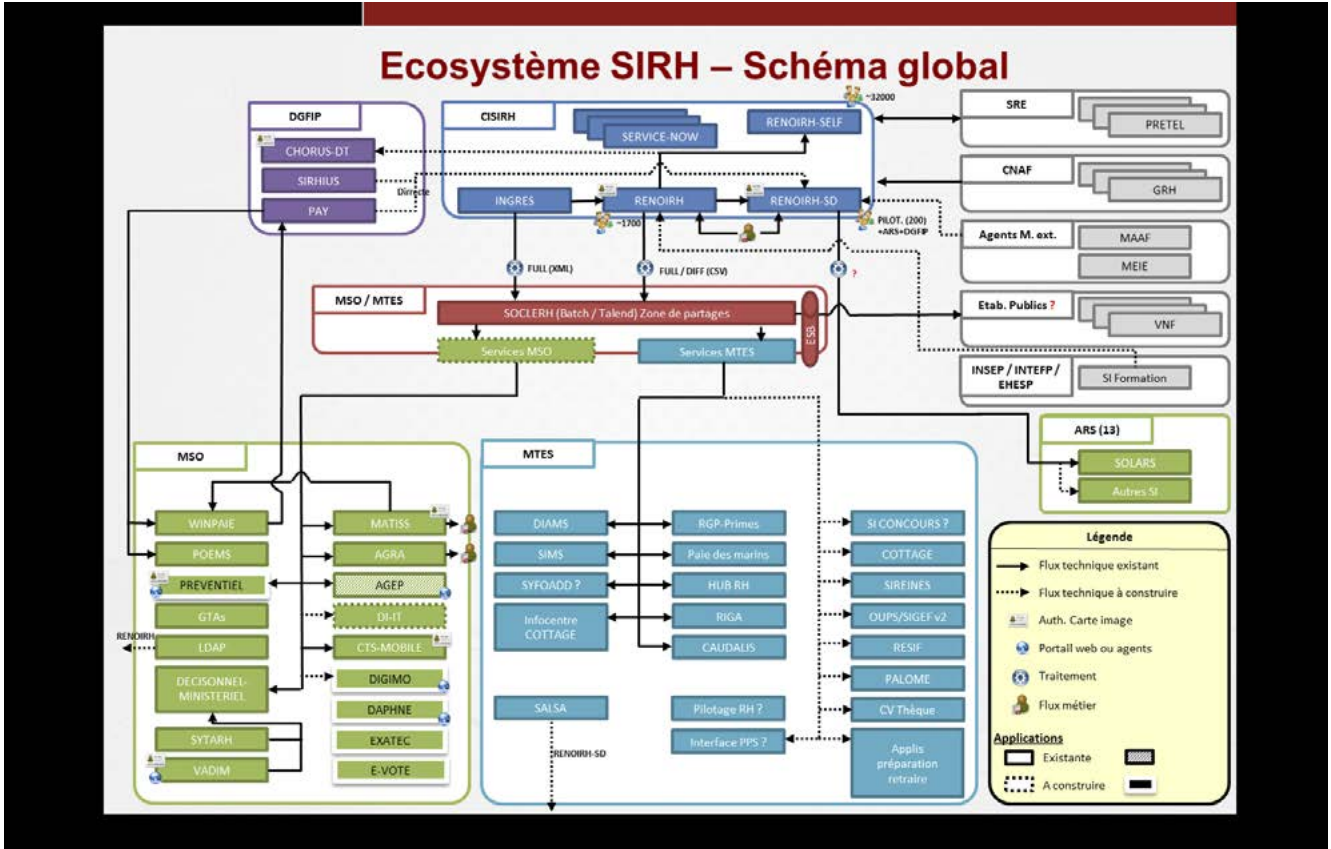 Ecosystème SIRH – Schéma global
DGFIP
CHORUS-DT
SIRHIUS
Dirrecte
PAY
CISIRH
SERVICE-NOW
~32000
RENOIRH-SELF
INGRES
RENOIRH
~1700
RENOIRH-SD
PILOT. (200)
+ARS+DGFIP
SRE
PRETEL
CNAF
GRH
Agents M. ext.
MAAF
MEIE
Etab. Publics ?
VNF
INSEP / INTEFP /
EHESP
SI Formation
FULL (XML)
FULL / DIFF (CSV)
?
MSO / MTES
SOCLERH (Batch / Talend) Zone de partages
ESB
Services MSO
Services MTES
ARS (13)
SOLARS
Autres SI
MSO
WINPAIE
POEMS
PREVENTIEL
GTAs
RENOIRH
LDAP
DECISONNEL-
MINISTERIEL
SYTARH
VADIM
MATISS
AGRA
AGEP
DI-IT
CTS-MOBILE
DIGIMO
DAPHNE
EXATEC
E-VOTE
MTES
DIAMS
SIMS
SYFOADD ?
Infocentre
COTTAGE
SALSA
RENOIRH-SD
RGP-Primes
Paie des marins
HUB RH
RIGA
CAUDALIS
Pilotage RH ?
Interface PPS ?
SI CONCOURS ?
COTTAGE
SIREINES
OUPS/SIGEF v2
RESIF
PALOME
CV Thèque
Applis
préparation
retraire
Légende
Flux technique existant
Flux technique à construire
Auth. Carte image
Portail web ou agents
Traitement
Flux métier
Applications
Existante
A construire